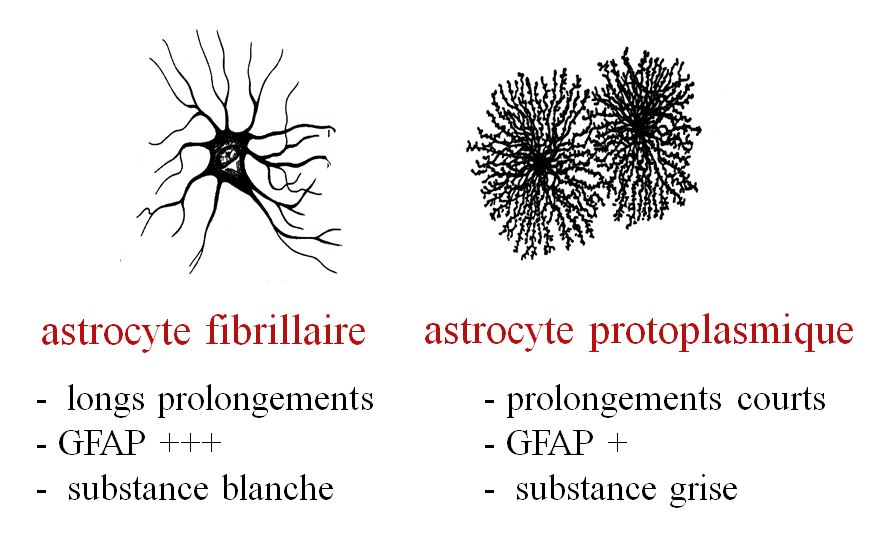 astrocyte fibrillaire
- longs prolongements
- GFAP +++
- substance blanche
astrocyte protoplasmique
- prolongements courts
- GFAP +
- substance grise